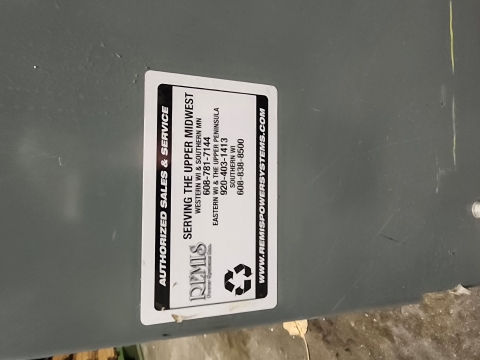 AUTHORIZED SALES & SERVICE
SERVING THE UPPER MIDWEST
WESTERN WI & SOUTHERN MN
608-781-7144
EASTERN WI & THE UPPER PENINSULA
920-403-1413
SOUTHERN WI
608-838-8500
REMIS
WWW.REMISPOWERSYSTEMS.COM